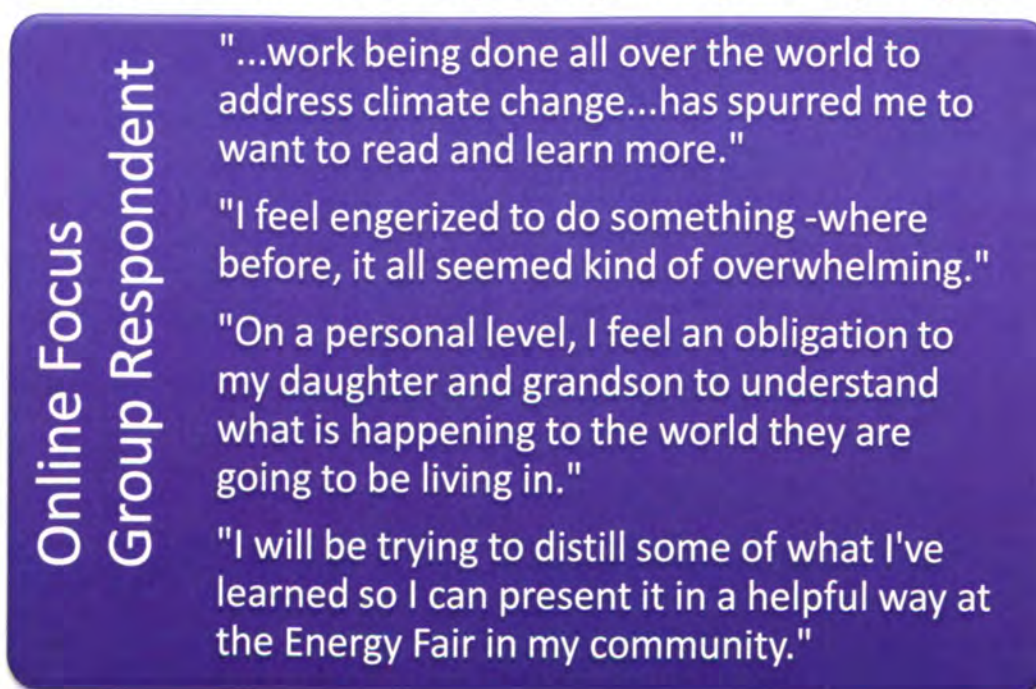 Online Focus
Group Respondent
"...work being done all over the world to
address climate change...has spurred me to
want to read and learn more."
"I feel engerized to do something -where
before, it all seemed kind of overwhelming."
"On a personal level, I feel an obligation to
my daughter and grandson to understand
what is happening to the world they are
going to be living in."
"I will be trying to distill some of what I've
learned so I can present it in a helpful way at
the Energy Fair in my community."